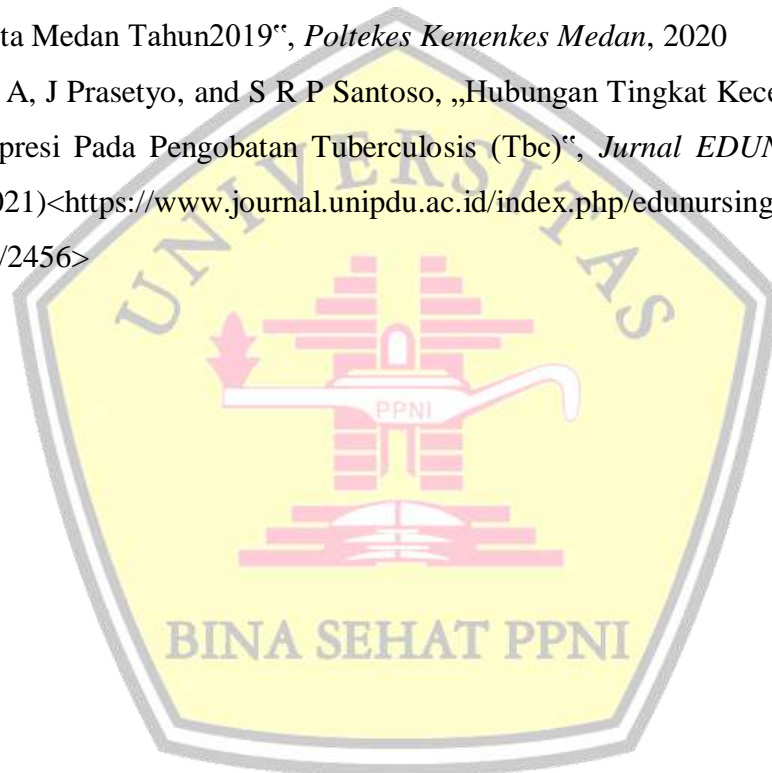 ta Medan Tahun2019‟, Poltekes Kemenkes Medan, 2020
A, J Prasetyo, and S R P Santoso, „Hubungan Tingkat Kece
presi Pada Pengobatan Tuberculosis (Tbc)‟, Jurnal EDUN
021)<https://www.journal.unipdu.ac.id/index.php/edunursing
/2456>
UNIVERSITAS
PPNI
BINA SEHAT PPNI